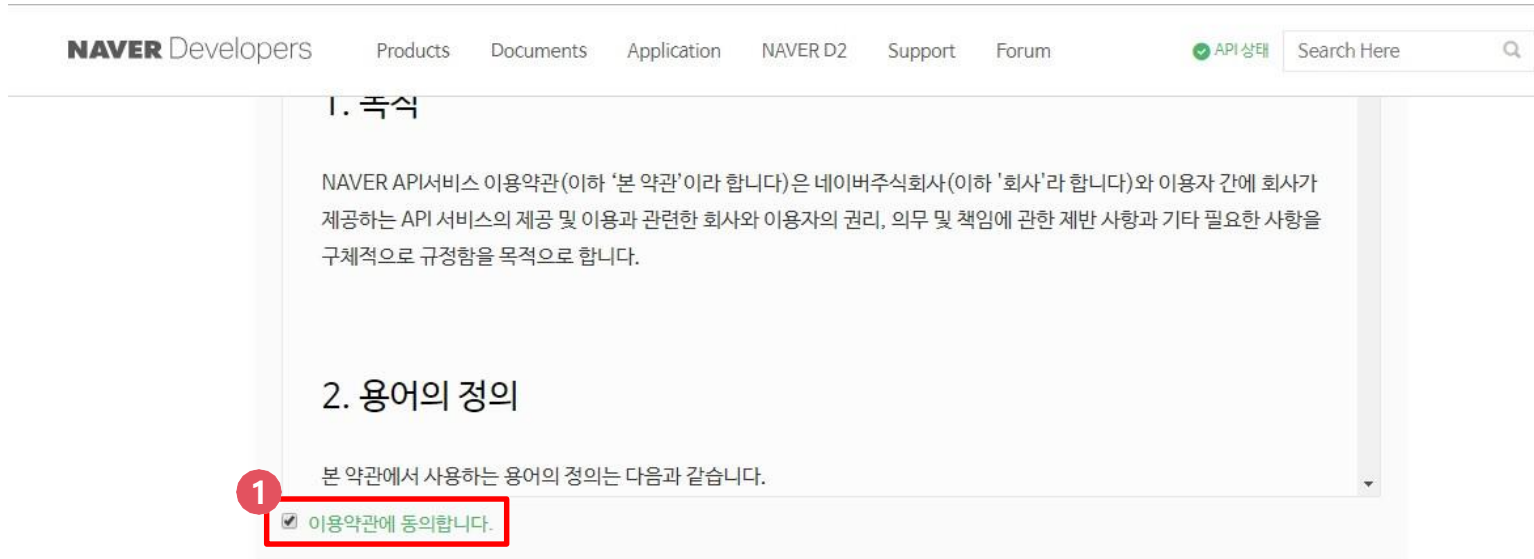 NAVER Developers Products Documents Application NAVER D2 Support Forum API 상태 Search Here
1. 목적
NAVER API서비스 이용약관(이하 ‘본 약관’이라 합니다)은 네이버주식회사(이하 '회사'라 합니다)와 이용자 간에 회사가
제공하는 API 서비스의 제공 및 이용과 관련한 회사와 이용자의 권리, 의무 및 책임에 관한 제반 사항과 기타 필요한 사항을
구체적으로 규정함을 목적으로 합니다.
2. 용어의 정의
본 약관에서 사용하는 용어의 정의는 다음과 같습니다.
1
이용약관에 동의합니다.